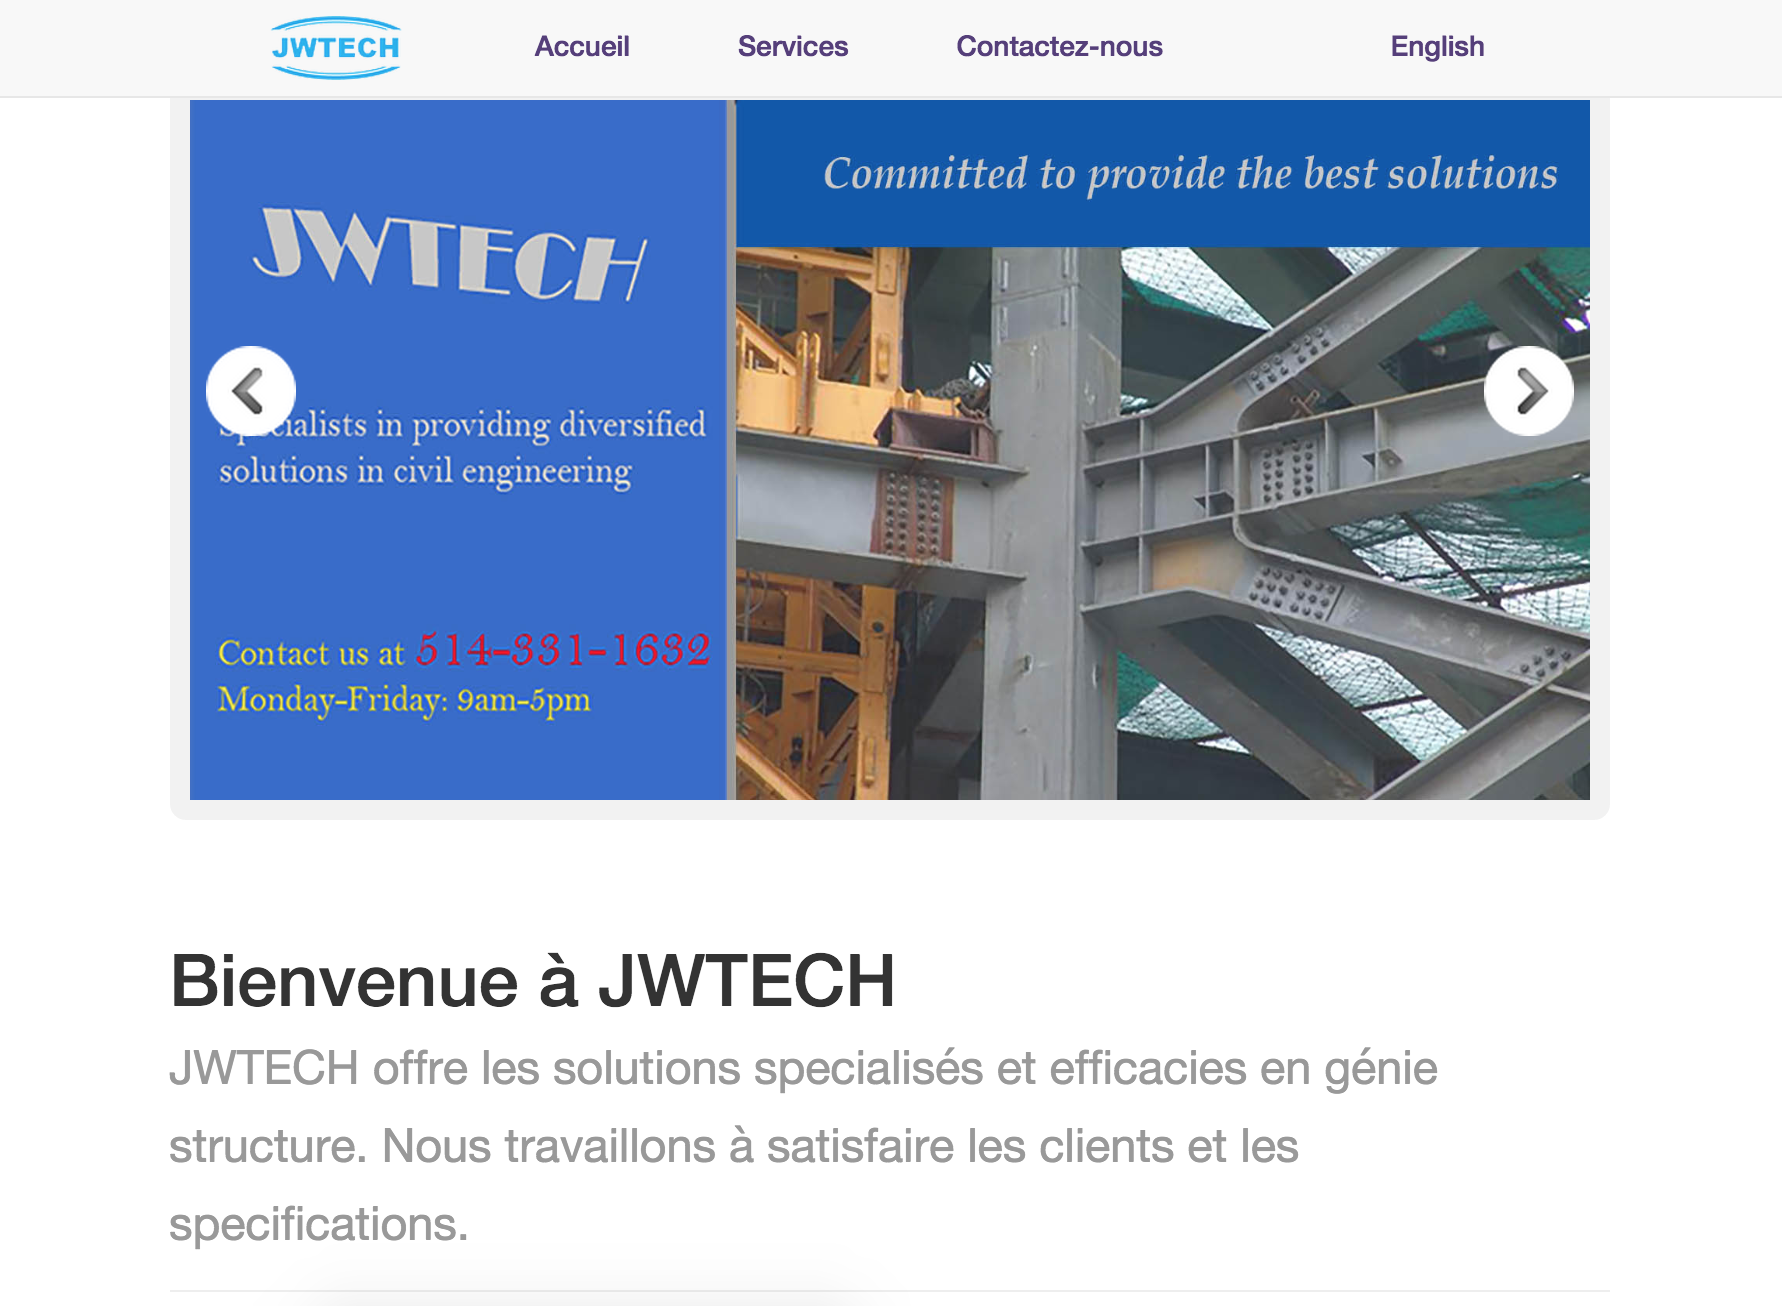 JWTECH Accueil Services Contactez-nous English
JWTECH
Committed to provide the best solutions
Specialists in providing diversified
solutions in civil engineering
Contact us at 514-331-1632
Monday-Friday: 9am-5pm
Bienvenue à JWTECH
JWTECH offre les solutions specialisés et efficacies en génie
structure. Nous travaillons à satisfaire les clients et les
specifications.